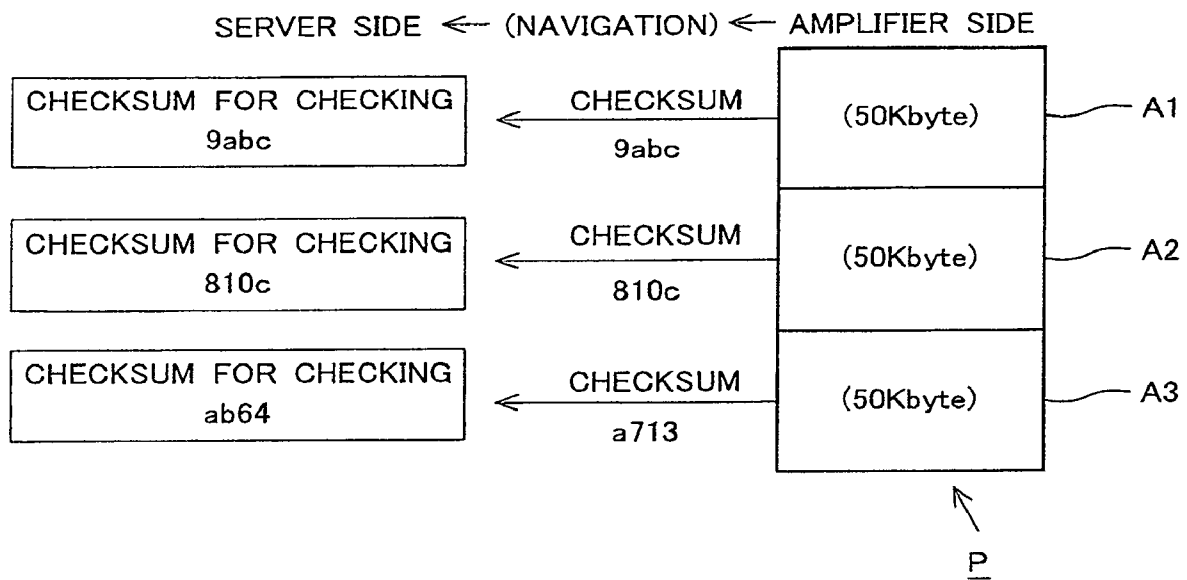 SERVER SIDE ← (NAVIGATION) ← AMPLIFIER SIDE
CHECKSUM FOR CHECKING
9abc
CHECKSUM
9abc
(50Kbyte)
A1
CHECKSUM FOR CHECKING
810c
CHECKSUM
810c
(50Kbyte)
A2
CHECKSUM FOR CHECKING
ab64
CHECKSUM
a713
(50Kbyte)
A3
P